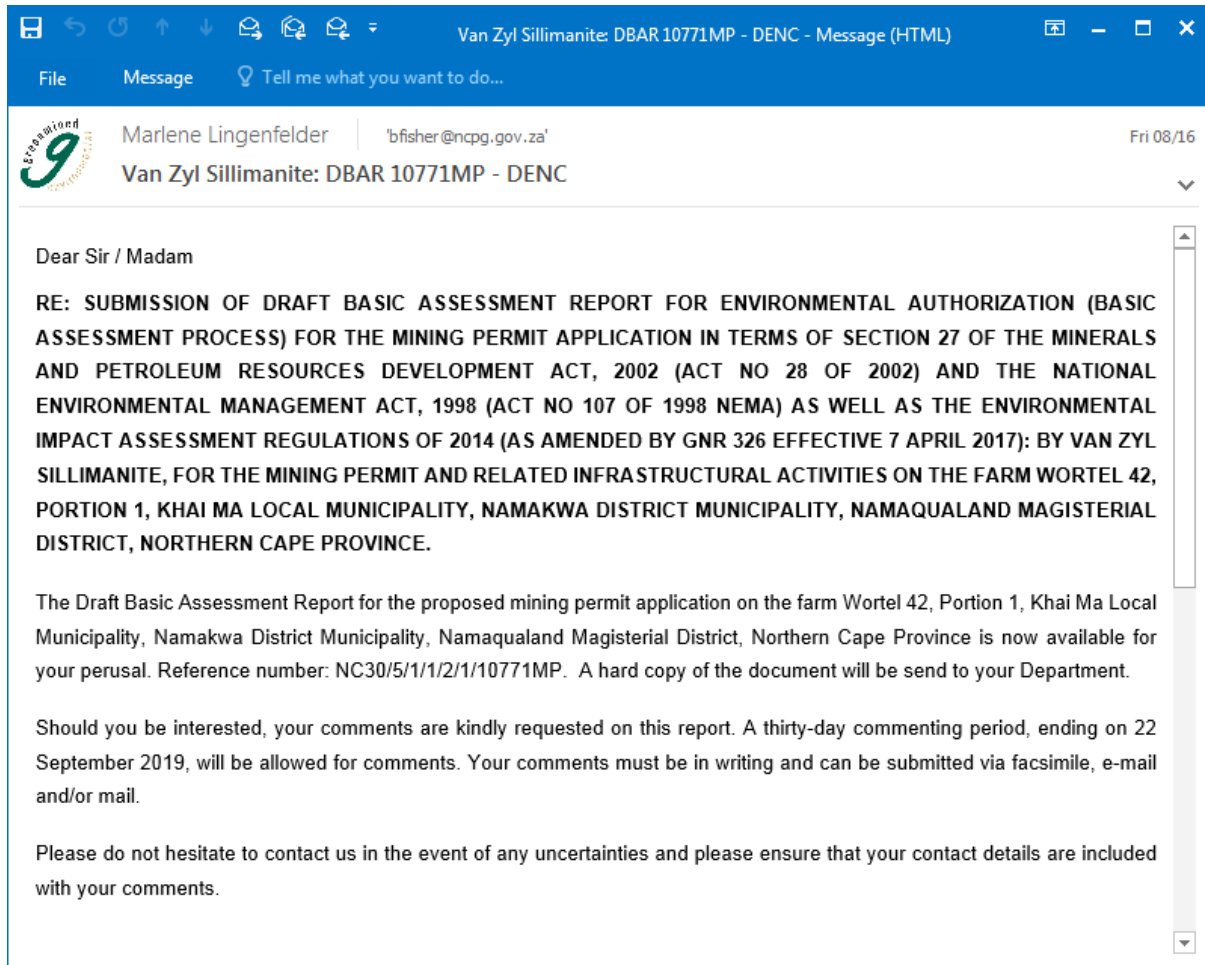 Van Zyl Sillimanite: DBAR 10771MP - DENC - Message (HTML)
File Message Tell me what you want to do...
Marlene Lingenfelder 'bfisher@ncpg.gov.za' Fri 08/16
Van Zyl Sillimanite: DBAR 10771MP - DENC
Dear Sir / Madam
RE: SUBMISSION OF DRAFT BASIC ASSESSMENT REPORT FOR ENVIRONMENTAL AUTHORIZATION (BASIC
ASSESSMENT PROCESS) FOR THE MINING PERMIT APPLICATION IN TERMS OF SECTION 27 OF THE MINERALS
AND PETROLEUM RESOURCES DEVELOPMENT ACT, 2002 (ACT NO 28 OF 2002) AND THE NATIONAL
ENVIRONMENTAL MANAGEMENT ACT, 1998 (ACT NO 107 OF 1998 NEMA) AS WELL AS THE ENVIRONMENTAL
IMPACT ASSESSMENT REGULATIONS OF 2014 (AS AMENDED BY GNR 326 EFFECTIVE 7 APRIL 2017): BY VAN ZYL
SILLIMANITE, FOR THE MINING PERMIT AND RELATED INFRASTRUCTURAL ACTIVITIES ON THE FARM WORTEL 42,
PORTION 1, KHAI MA LOCAL MUNICIPALITY, NAMAKWA DISTRICT MUNICIPALITY, NAMAQUALAND MAGISTERIAL
DISTRICT, NORTHERN CAPE PROVINCE.
The Draft Basic Assessment Report for the proposed mining permit application on the farm Wortel 42, Portion 1, Khai Ma Local
Municipality, Namakwa District Municipality, Namaqualand Magisterial District, Northern Cape Province is now available for
your perusal. Reference number: NC30/5/1/1/2/1/10771MP. A hard copy of the document will be send to your Department.
Should you be interested, your comments are kindly requested on this report. A thirty-day commenting period, ending on 22
September 2019, will be allowed for comments. Your comments must be in writing and can be submitted via facsimile, e-mail
and/or mail.
Please do not hesitate to contact us in the event of any uncertainties and please ensure that your contact details are included
with your comments.